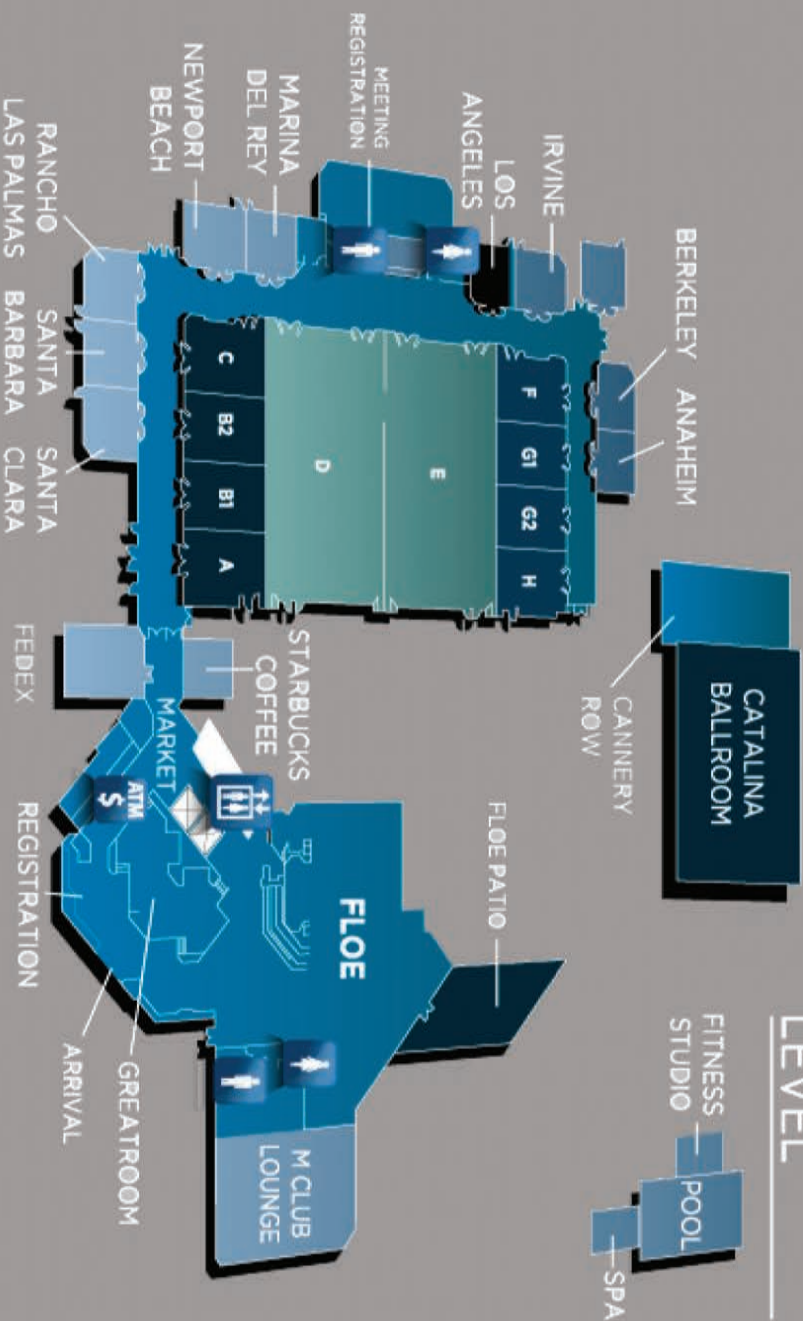 LEVEL
FITNESS
STUDIO
POOL
SPA
CATALINA
BALLROOM
CANNERY
ROW
BERKELEY
ANAHEIM
FLOE PATIO
IRVINE
LOS
ANGELES
MEETING
REGISTRATION
MARINA
DEL REY
NEWPORT
BEACH
F
G1
G2
H
E
D
C
B2
B1
A
STARBUCKS
COFFEE
FLOE
M CLUB
LOUNGE
MARKET
ATM
$
RANCHO
LAS PALMAS
SANTA
BARBARA
SANTA
CLARA
FEDEX
REGISTRATION
ARRIVAL
GREATROOM